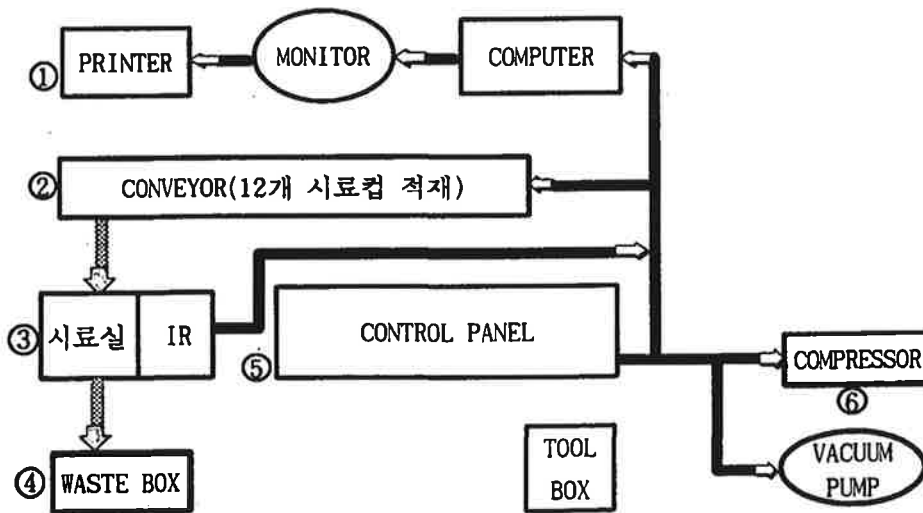 ① PRINTER
MONITOR
COMPUTER
② CONVEYOR(12개 시료컵 적재)
③ 시료실
IR
⑤ CONTROL PANEL
COMPRESSOR
⑥
④ WASTE BOX
TOOL
BOX
VACUUM
PUMP